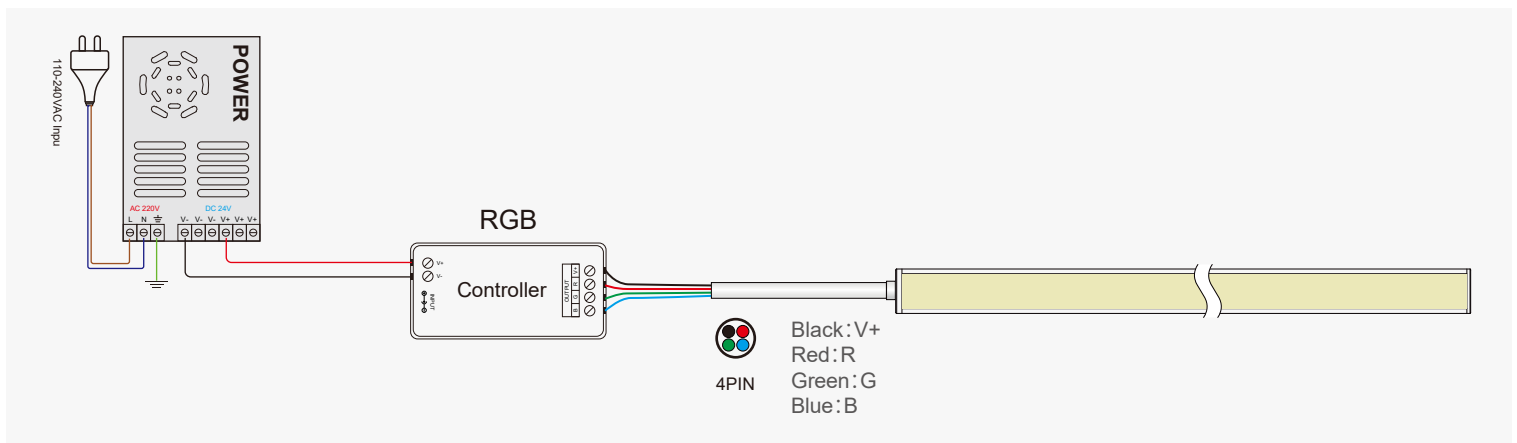 110-240VAC Inpu
POWER
AC 220V
DC 24V
L N V- V- V- V+ V+ V+
RGB
V+
V-
INPUT
Controller
OUTPUT
V+
R
G
B
4PIN
Black:V+
Red:R
Green:G
Blue:B